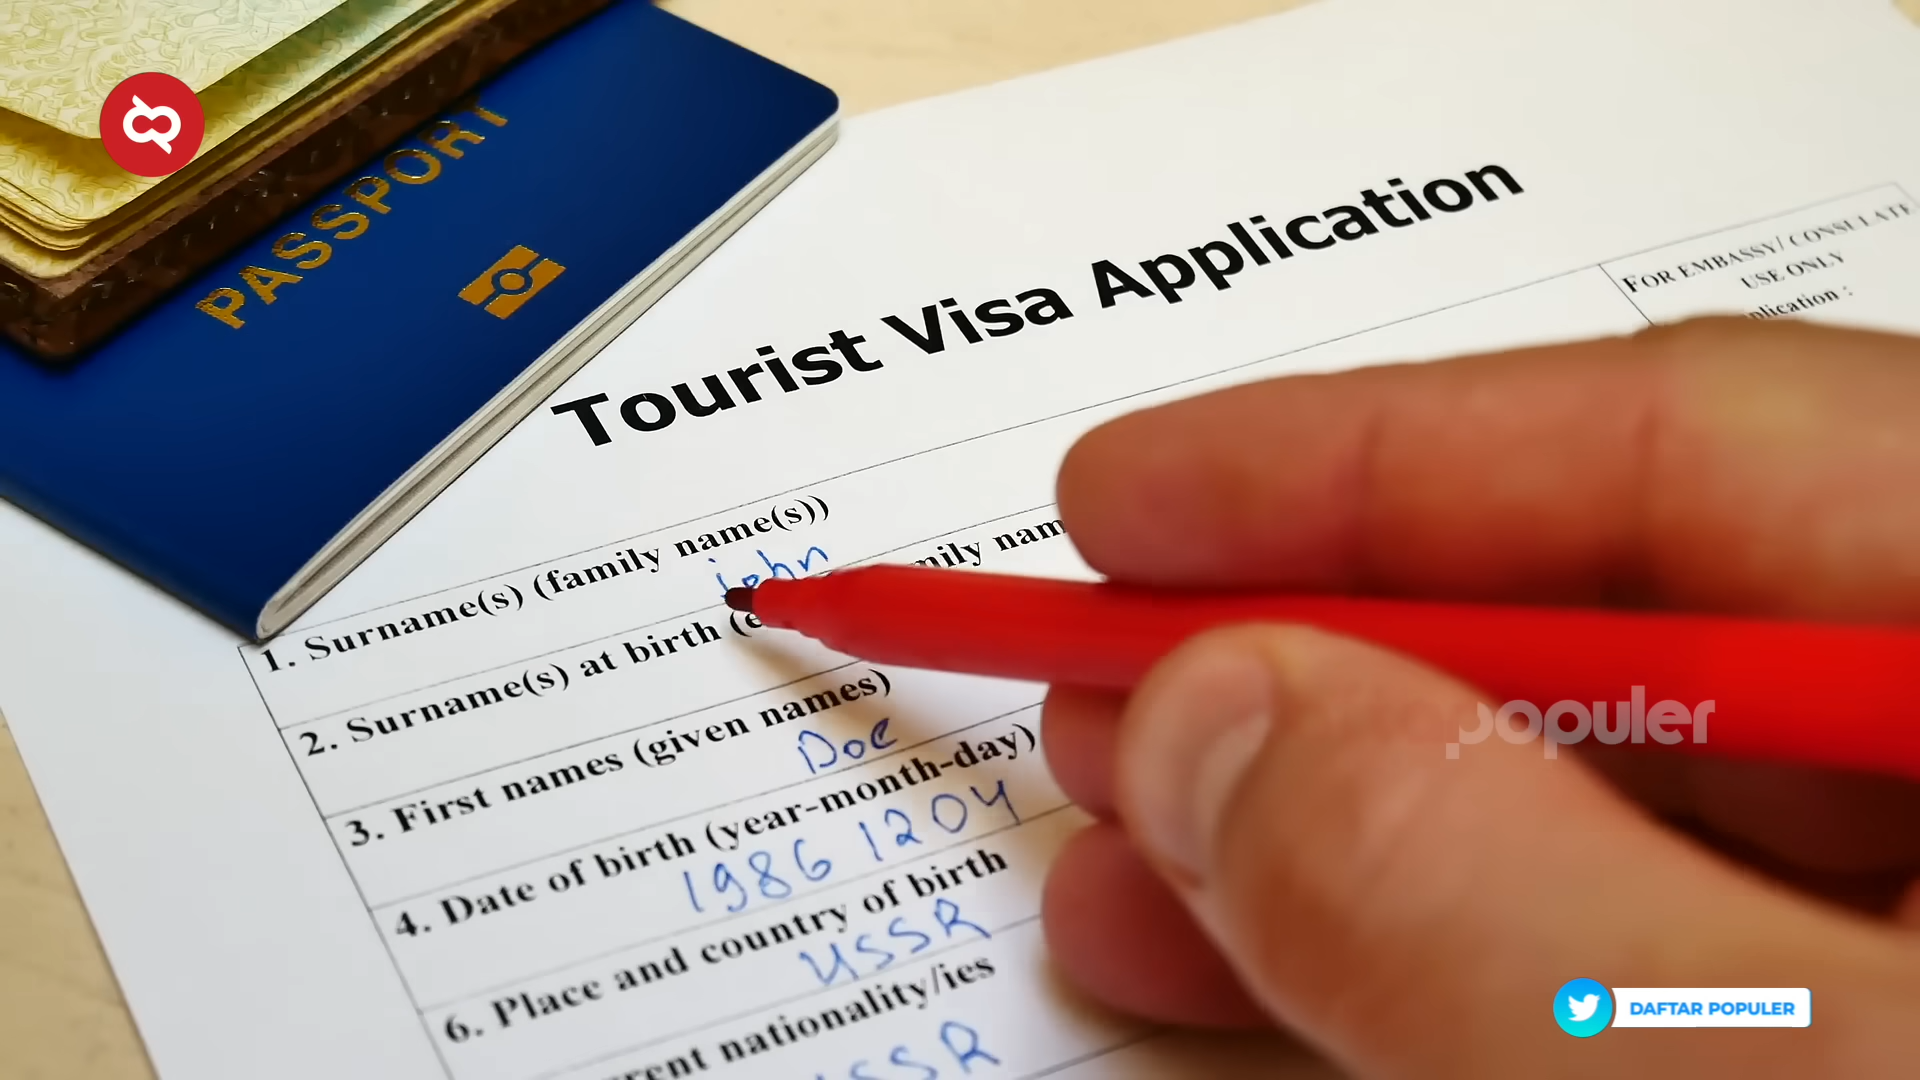 PASSPORT
Tourist Visa Application
FOR EMBASSY/ CONSULATE
USE ONLY
1. Surname(s) (family name(s))
john
2. Surname(s) at birth
3. First names (given names)
Doe
4. Date of birth (year-month-day)
1986 1204
6. Place and country of birth
USSR
nationality/ies
populer
DAFTAR POPULER